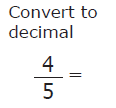 Convert to
decimal
4
5 =